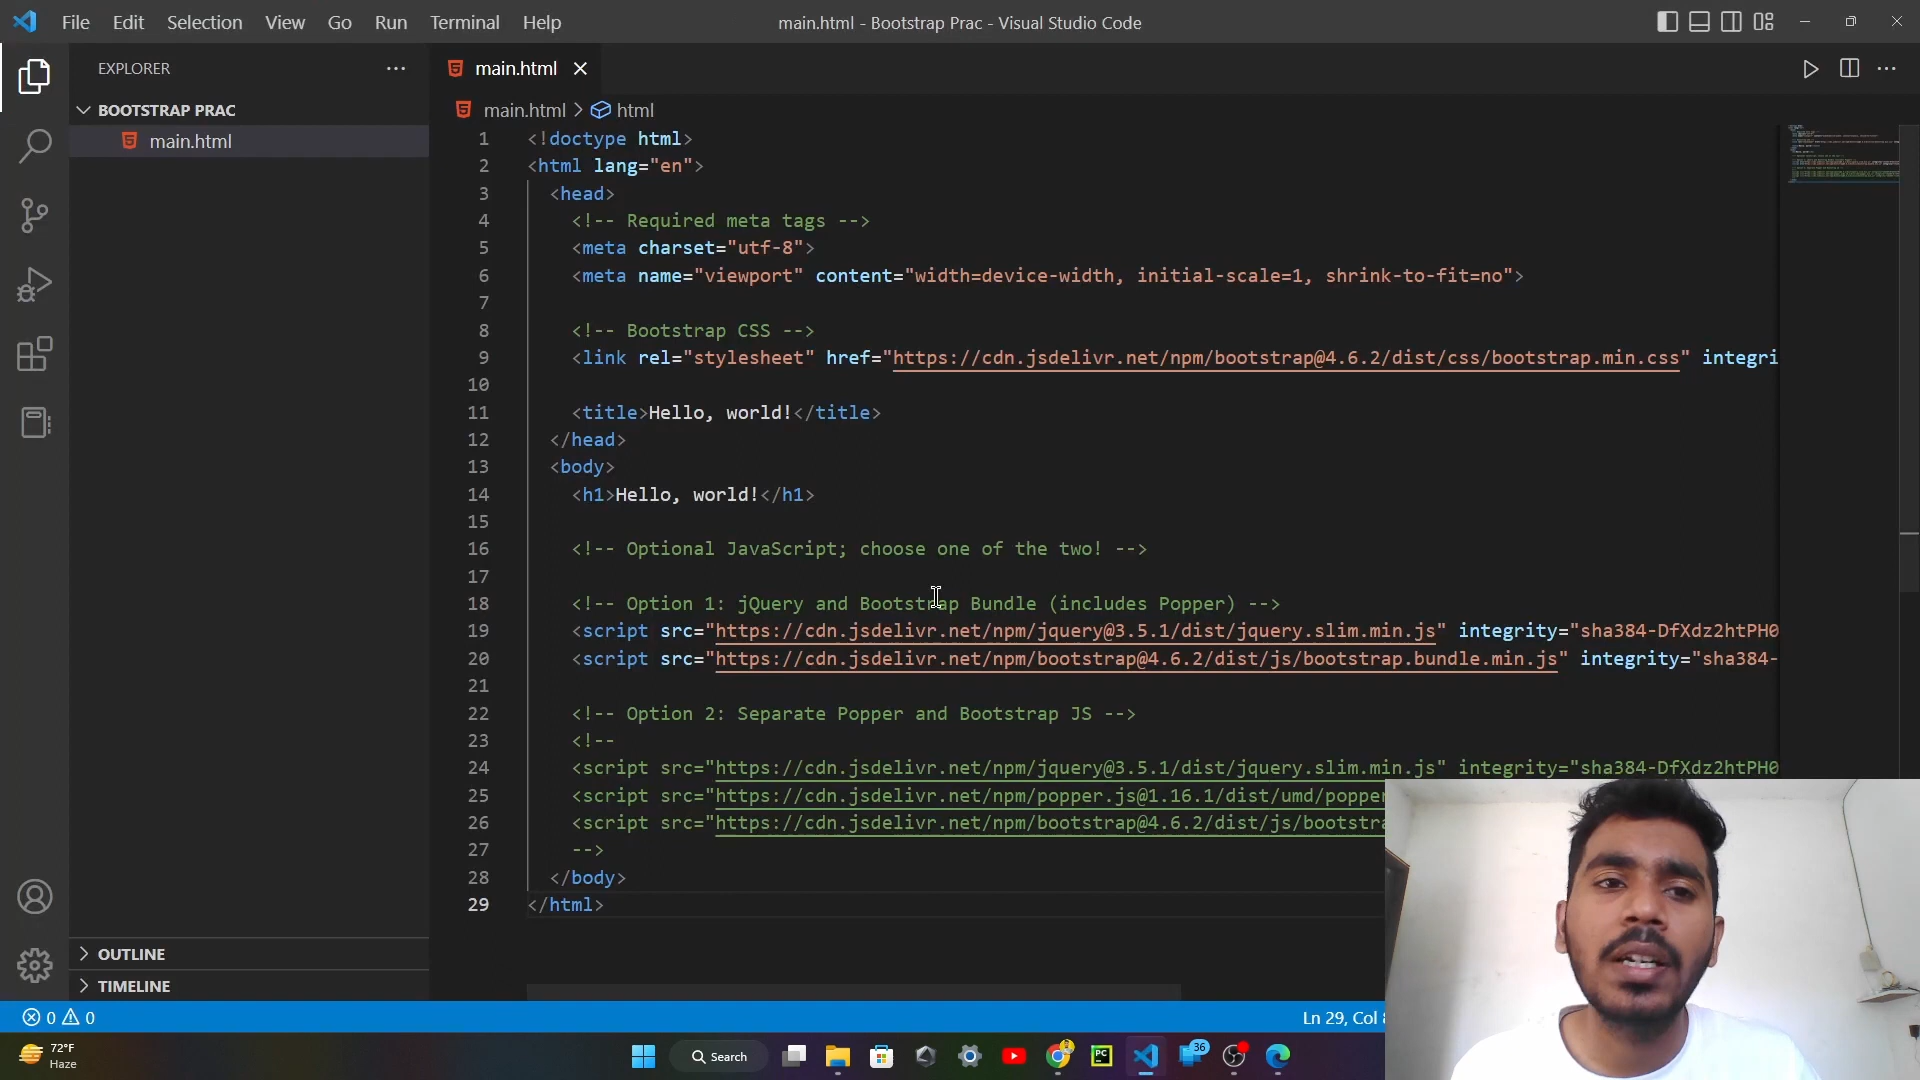 File Edit Selection View Go Run Terminal Help
main.html - Bootstrap Prac - Visual Studio Code
EXPLORER
BOOTSTRAP PRAC
main.html
OUTLINE
TIMELINE
main.html
main.html > html
1 <!doctype html>
2 <html lang="en">
3 <head>
4 <!-- Required meta tags -->
5 <meta charset="utf-8">
6 <meta name="viewport" content="width=device-width, initial-scale=1, shrink-to-fit=no">
7
8 <!-- Bootstrap CSS -->
9 <link rel="stylesheet" href="https://cdn.jsdelivr.net/npm/bootstrap@4.6.2/dist/css/bootstrap.min.css" integri
10
11 <title>Hello, world!</title>
12 </head>
13 <body>
14 <h1>Hello, world!</h1>
15
16 <!-- Optional JavaScript; choose one of the two! -->
17
18 <!-- Option 1: jQuery and Bootstrap Bundle (includes Popper) -->
19 <script src="https://cdn.jsdelivr.net/npm/jquery@3.5.1/dist/jquery.slim.min.js" integrity="sha384-DfXdz2htPH0
20 <script src="https://cdn.jsdelivr.net/npm/bootstrap@4.6.2/dist/js/bootstrap.bundle.min.js" integrity="sha384-
21
22 <!-- Option 2: Separate Popper and Bootstrap JS -->
23 <!--
24 <script src="https://cdn.jsdelivr.net/npm/jquery@3.5.1/dist/jquery.slim.min.js" integrity="sha384-DfXdz2htPH0
25 <script src="https://cdn.jsdelivr.net/npm/popper.js@1.16.1/dist/umd/popper
26 <script src="https://cdn.jsdelivr.net/npm/bootstrap@4.6.2/dist/js/bootstra
27 -->
28 </body>
29 </html>
0 0
Ln 29, Col 8
72°F
Haze
Search
PC
36